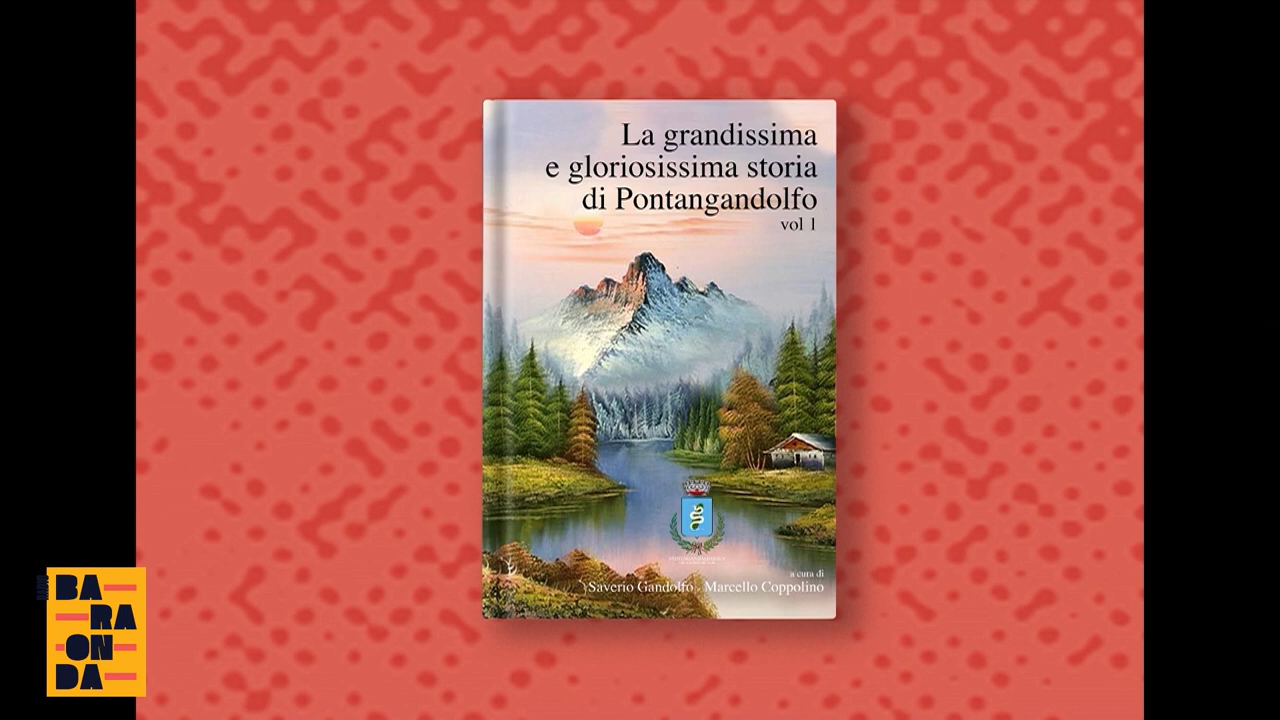 La grandissima
e gloriosissima storia
di Pontangandolfo
vol 1
a cura di
Saverio Gandolfo - Marcello Coppolino
BA
RA
ON
DA